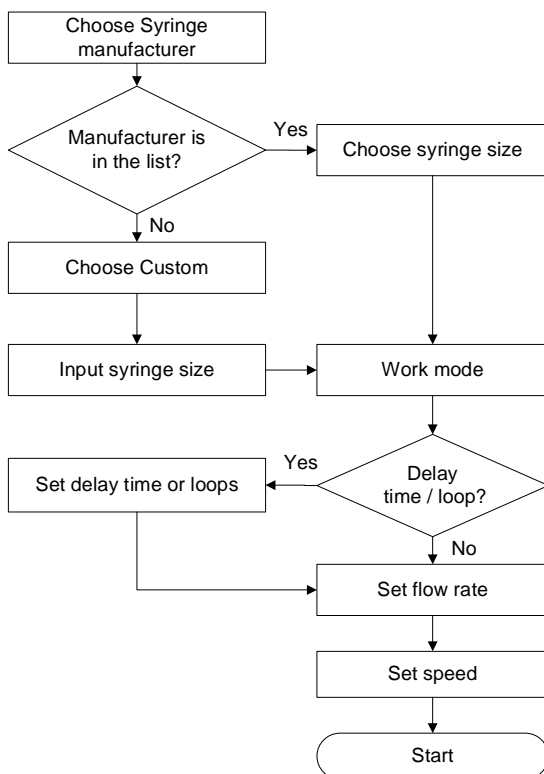 Choose Syringe
manufacturer
Manufacturer is
in the list?
Yes
Choose syringe size
No
Choose Custom
Input syringe size
Work mode
Delay
time / loop?
Yes
Set delay time or loops
No
Set flow rate
Set speed
Start